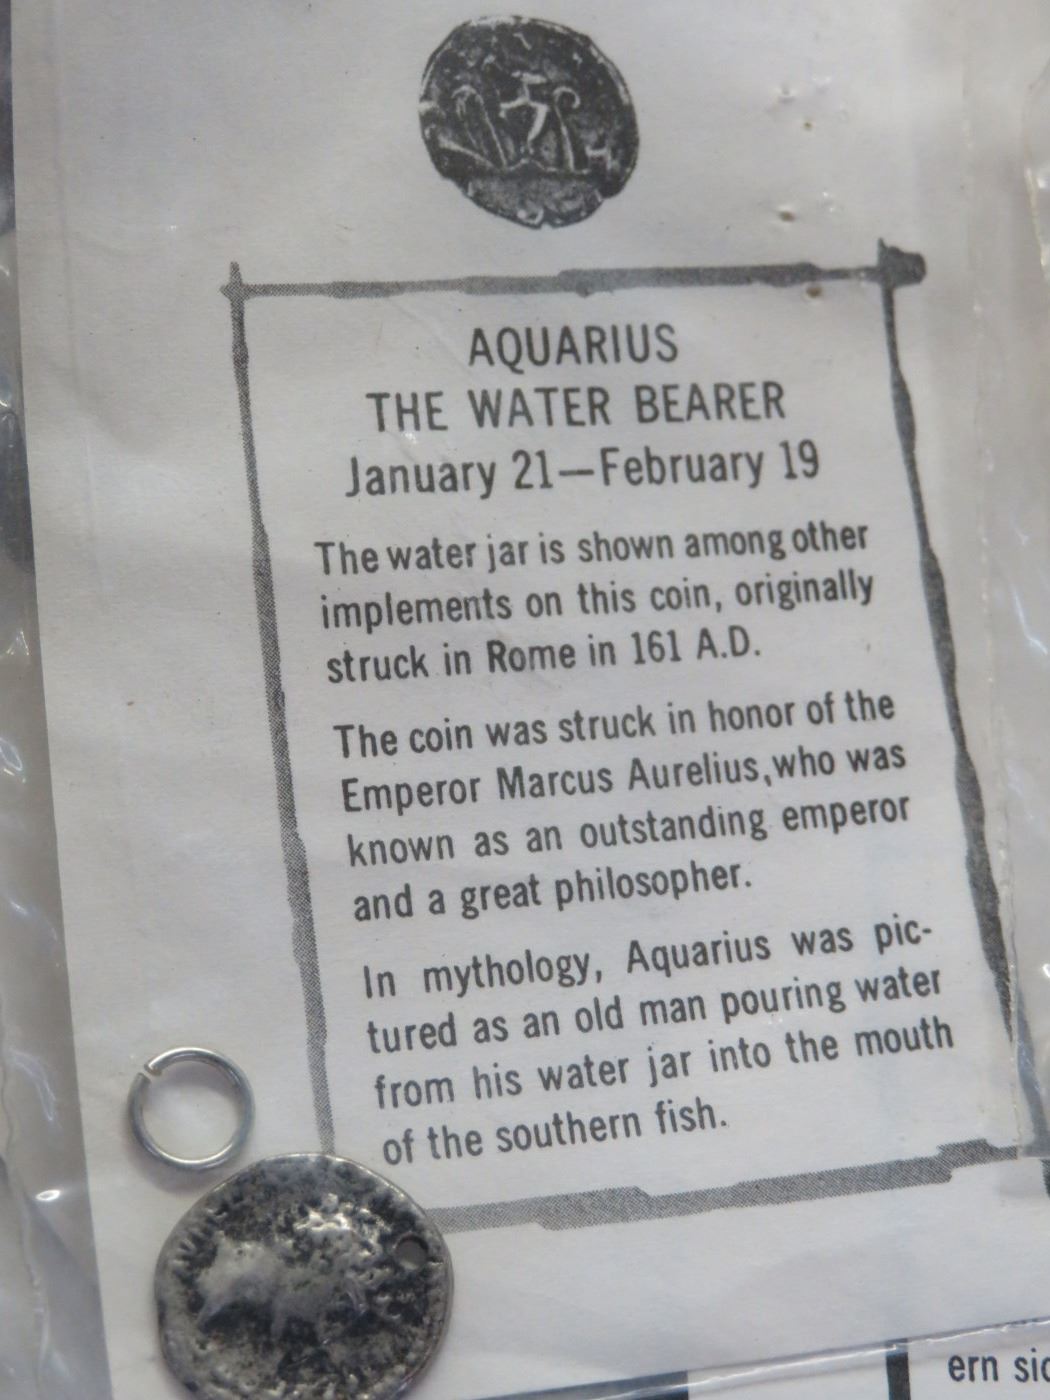 AQUARIUS
THE WATER BEARER
January 21—February 19
The water jar is shown among other
implements on this coin, originally
struck in Rome in 161 A.D.
The coin was struck in honor of the
Emperor Marcus Aurelius, who was
known as an outstanding emperor
and a great philosopher.
In mythology, Aquarius was pic-
tured as an old man pouring water
from his water jar into the mouth
of the southern fish.
ern sic